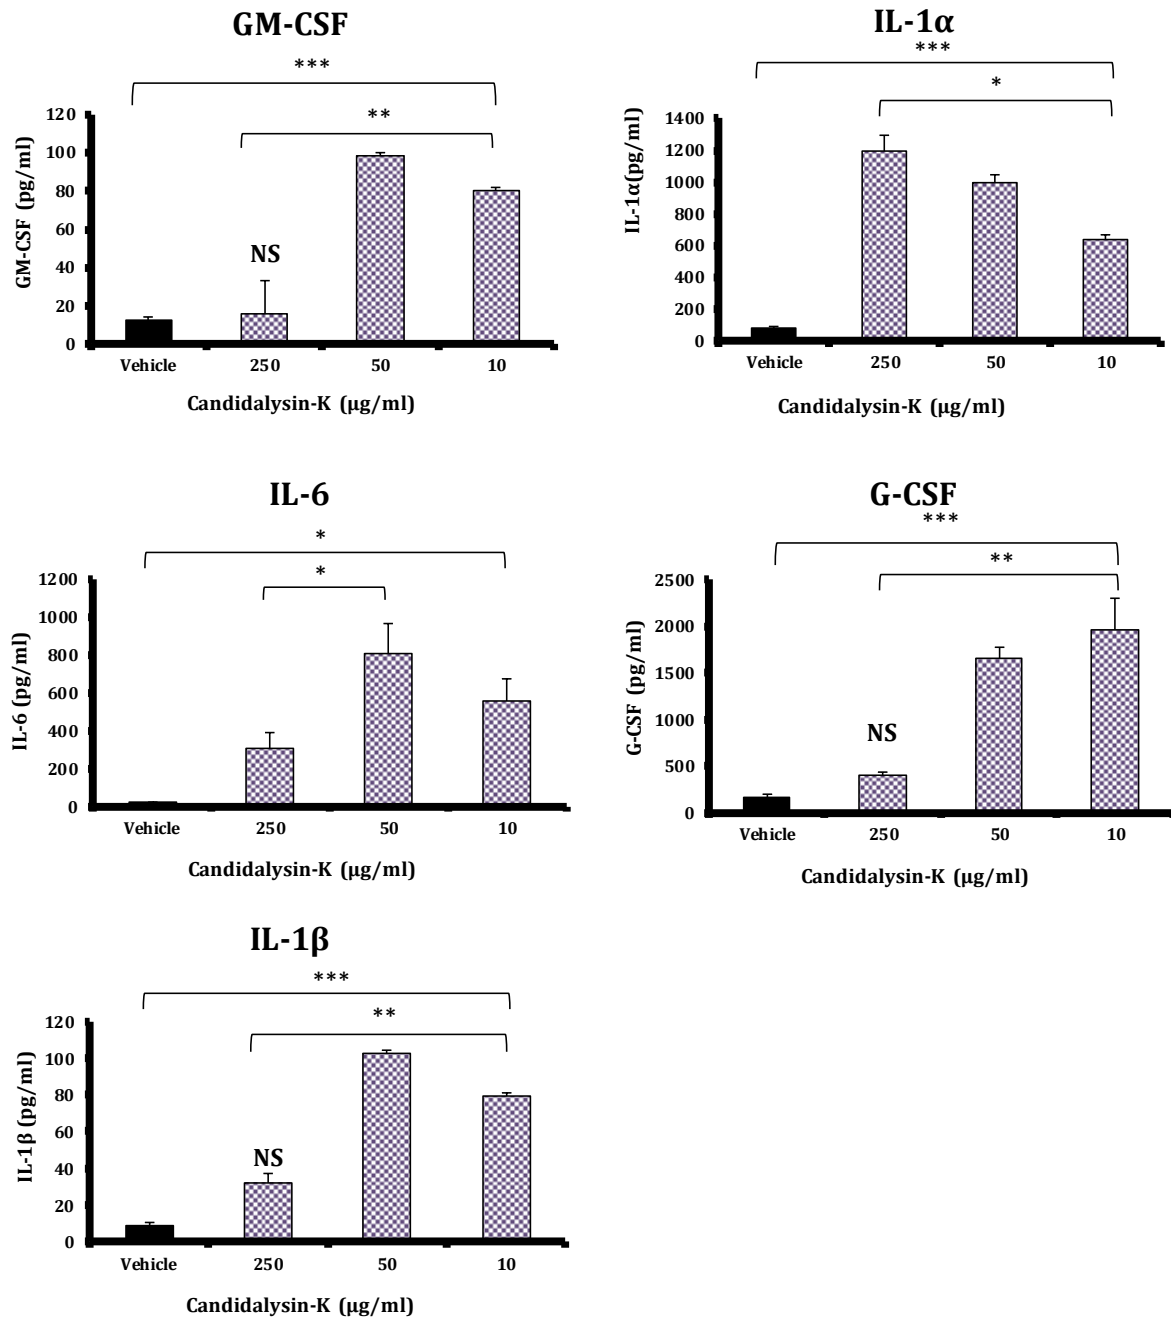 GM-CSF
***
**
GM-CSF (pg/ml)
120
100
80
60
40
20
0
NS
Vehicle 250 50 10
Candidalysin-K (µg/ml)
IL-1α
***
*
IL-1α(pg/ml)
1400
1200
1000
800
600
400
200
0
Vehicle 250 50 10
Candidalysin-K (µg/ml)
IL-6
*
*
IL-6 (pg/ml)
1200
1000
800
600
400
200
0
Vehicle 250 50 10
Candidalysin-K (µg/ml)
G-CSF
***
**
G-CSF (pg/ml)
2500
2000
1500
1000
500
0
NS
Vehicle 250 50 10
Candidalysin-K (µg/ml)
IL-1β
***
**
IL-1β (pg/ml)
120
100
80
60
40
20
0
NS
Vehicle 250 50 10
Candidalysin-K (µg/ml)